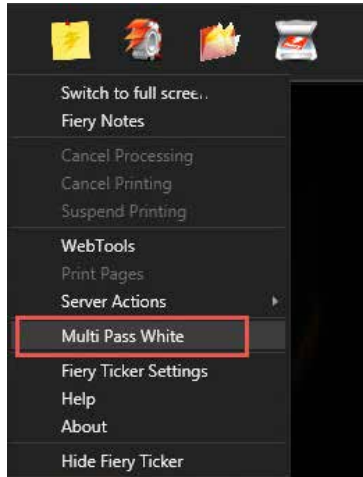 Switch to full scree..
Fiery Notes
Cancel Processing
Cancel Printing
Suspend Printing
WebTools
Print Pages
Server Actions
Multi Pass White
Fiery Ticker Settings
Help
About
Hide Fiery Ticker